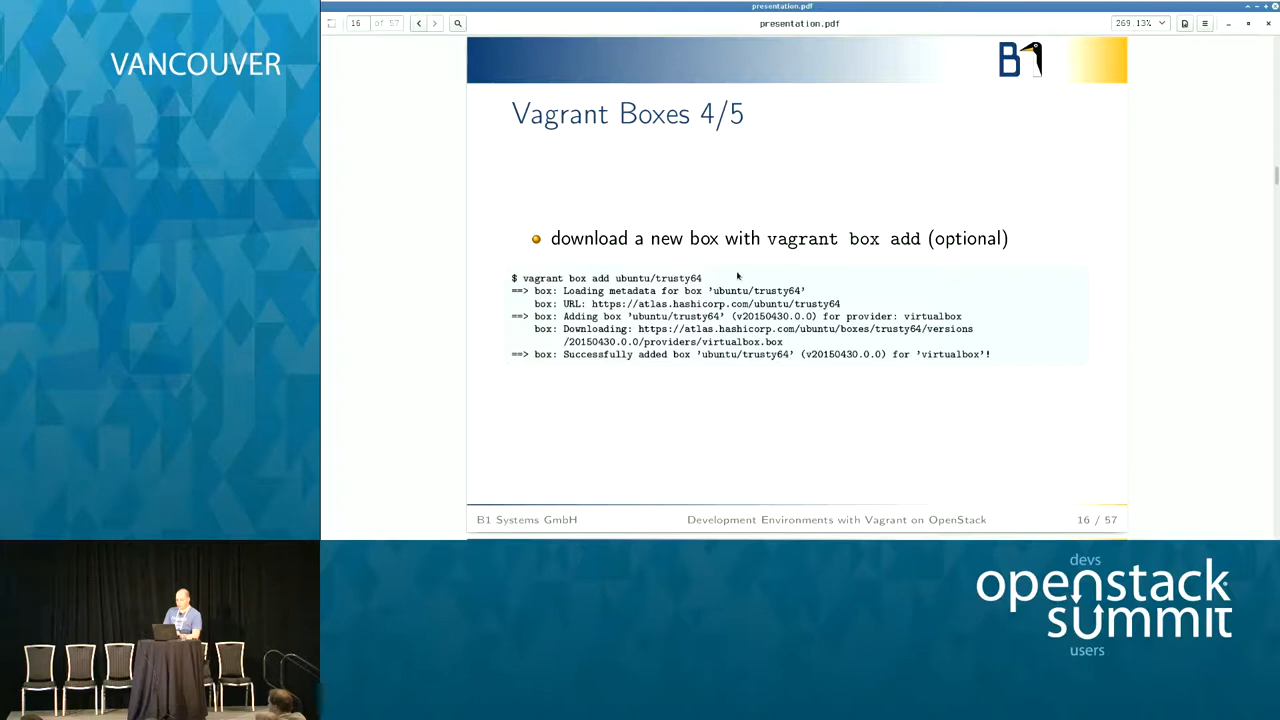 VANCOUVER
presentation.pdf
16 of 57
presentation.pdf
269.13%
B1
Vagrant Boxes 4/5
download a new box with vagrant box add (optional)
$ vagrant box add ubuntu/trusty64
==> box: Loading metadata for box 'ubuntu/trusty64'
box: URL: https://atlas.hashicorp.com/ubuntu/trusty64
==> box: Adding box 'ubuntu/trusty64' (v20150430.0.0) for provider: virtualbox
box: Downloading: https://atlas.hashicorp.com/ubuntu/boxes/trusty64/versions
/20150430.0.0/providers/virtualbox.box
==> box: Successfully added box 'ubuntu/trusty64' (v20150430.0.0) for 'virtualbox'!
B1 Systems GmbH
Development Environments with Vagrant on OpenStack
16 / 57
devs
openstack
summit
users